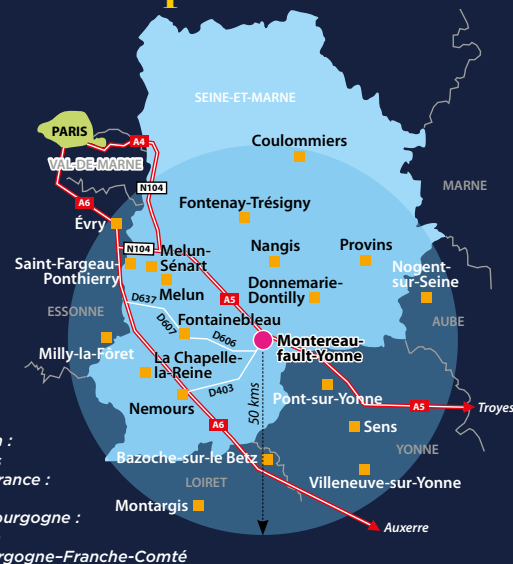 SEINE-ET-MARNE
PARIS
A4
Coulommiers
VAL-DE-MARNE
MARNE
N104
A6
Fontenay-Trésigny
Évry
N104
Melun-
Sénart
Nangis
Provins
Saint-Fargeau-
Ponthierry
Nogent-
sur-Seine
Melun
A5
Donnemarie-
Dontilly
D637
ESSONNE
D607
Fontainebleau
AUBE
D606
Montereau-
fault-Yonne
Milly-la-Fôret
La Chapelle-
la-Reine
D403
50 kms
Pont-sur-Yonne
A5
Troyes
Nemours
A6
Sens
YONNE
Bazoche-sur-le Betz
LOIRET
Villeneuve-sur-Yonne
rance :
Montargis
ourgogne :
Auxerre
rgogne–Franche-Comté